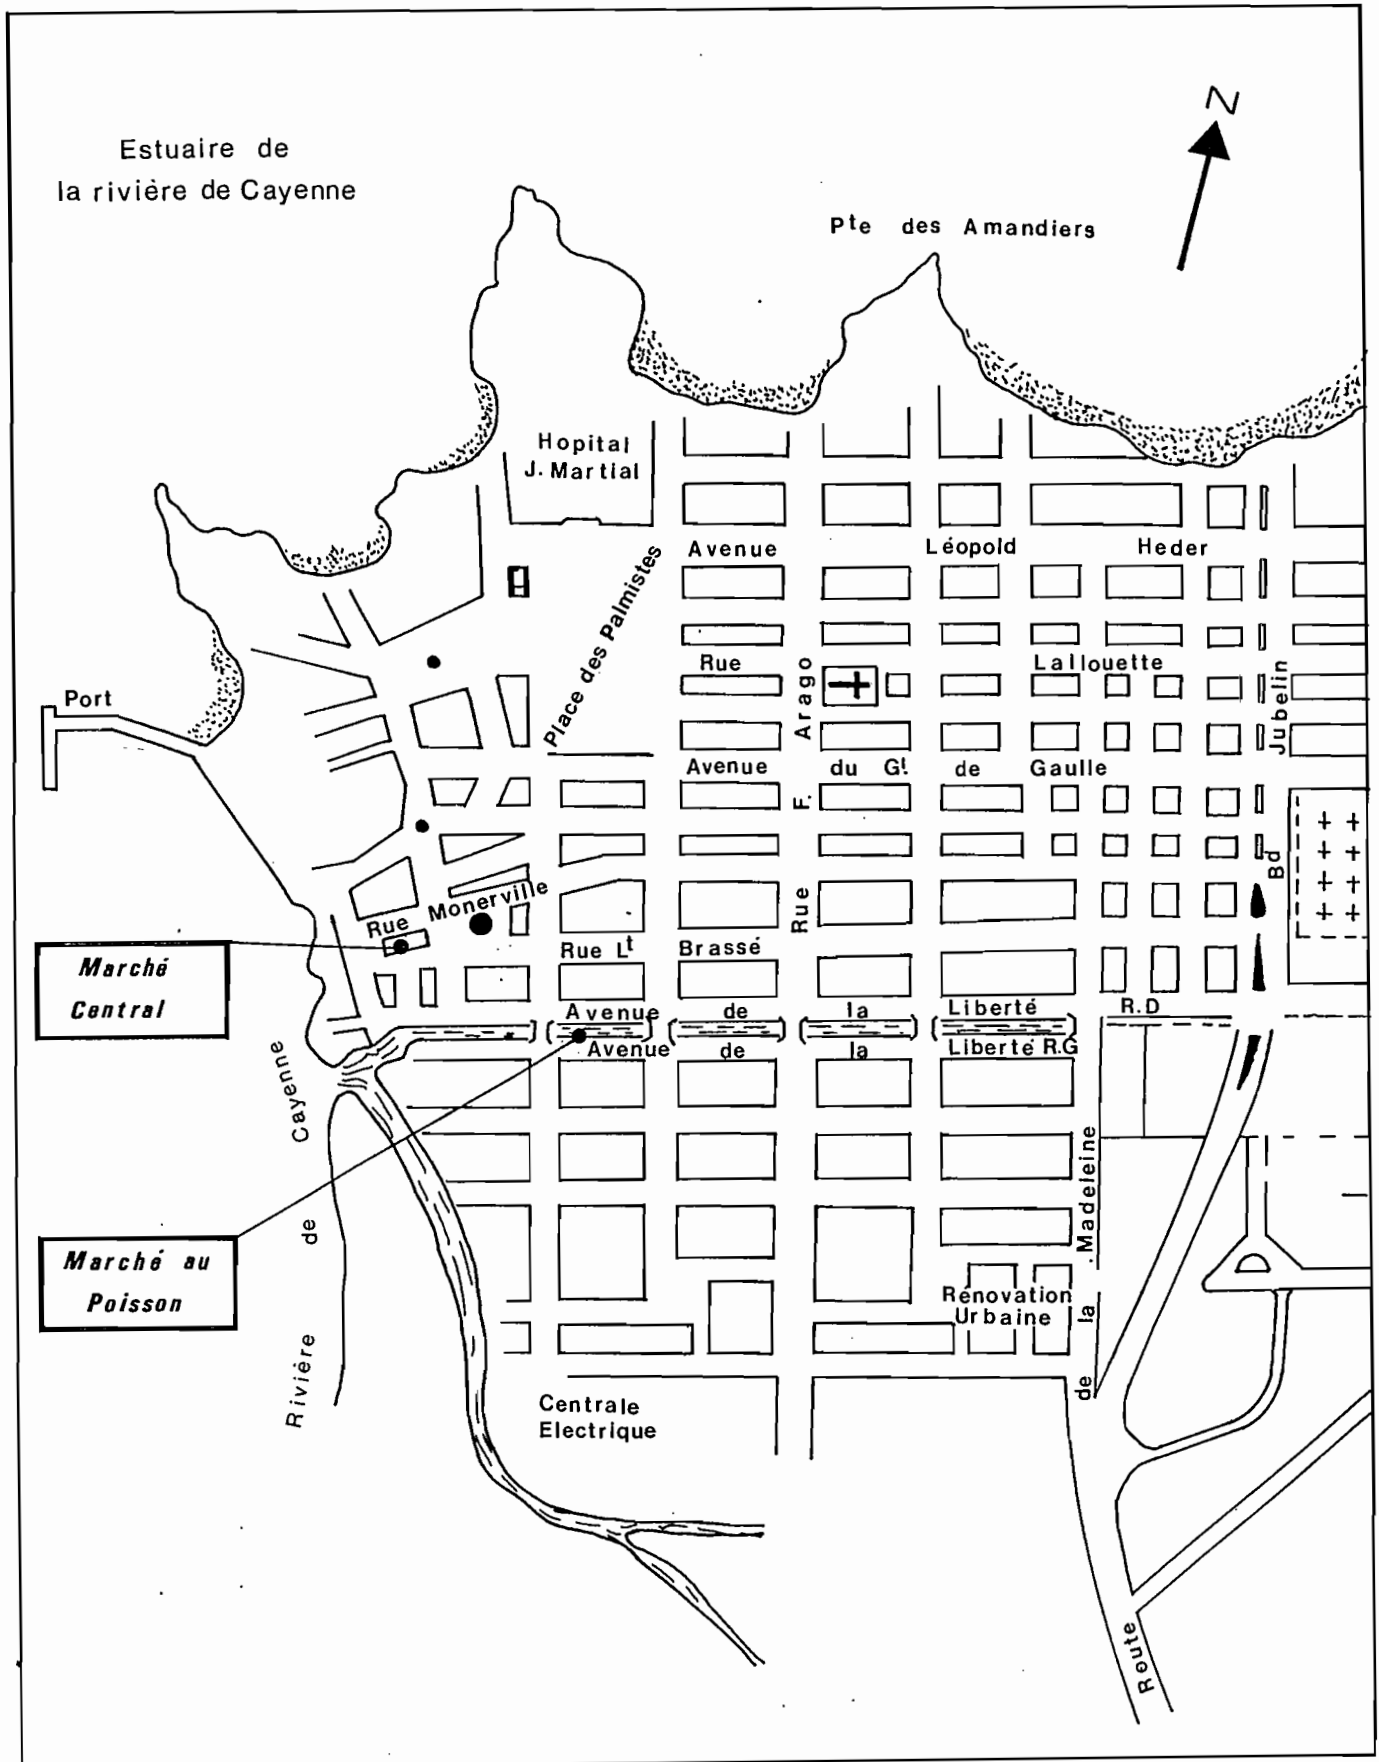 N
Estuaire de
la rivière de Cayenne
Pte des Amandiers
Hopital
J. Martial
Avenue Léopold Heder
Place des Palmistes
Rue Lallouette
Port
Rue F. Arago
Bd Jubelin
Avenue du Gl. de Gaulle
Rue Monerville
Rue Lt Brassé
Marché
Central
Avenue de la Liberté R.D
Avenue de la Liberté R.G
Rivière de Cayenne
Marché au
Poisson
Rénovation
Urbaine
Centrale
Electrique
Route de la Madeleine